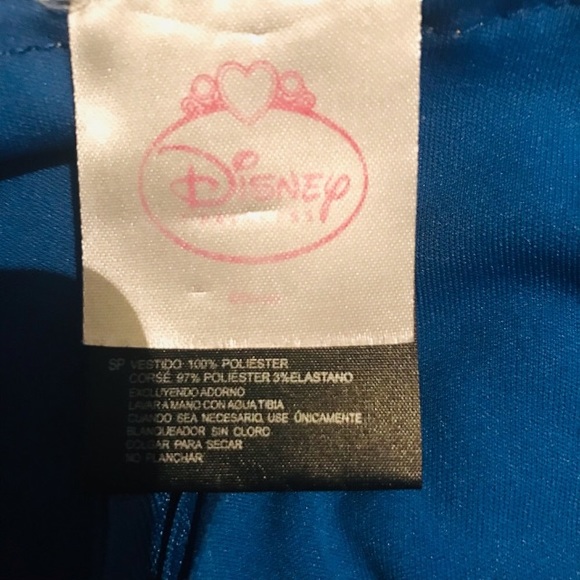 Disney
SP VESTIDO 100% POLIÉSTER
CORSÉ 97% POLIÉSTER 3%ELASTANO
EXCLUYENDO ADORNO
LAVAR A MANO CON AGUA TIBIA
CUANDO SEA NECESARIO, USE ÚNICAMENTE
BLANQUEADOR SIN CLORO
COLGAR PARA SECAR
NO PLANCHAR